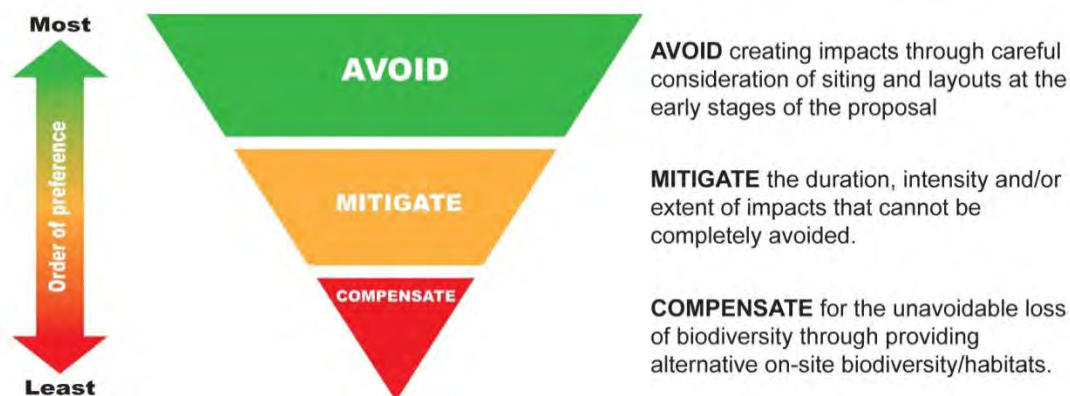 Most
Order of preference
Least
AVOID
MITIGATE
COMPENSATE
AVOID creating impacts through careful
consideration of siting and layouts at the
early stages of the proposal
MITIGATE the duration, intensity and/or
extent of impacts that cannot be
completely avoided.
COMPENSATE for the unavoidable loss
of biodiversity through providing
alternative on-site biodiversity/habitats.